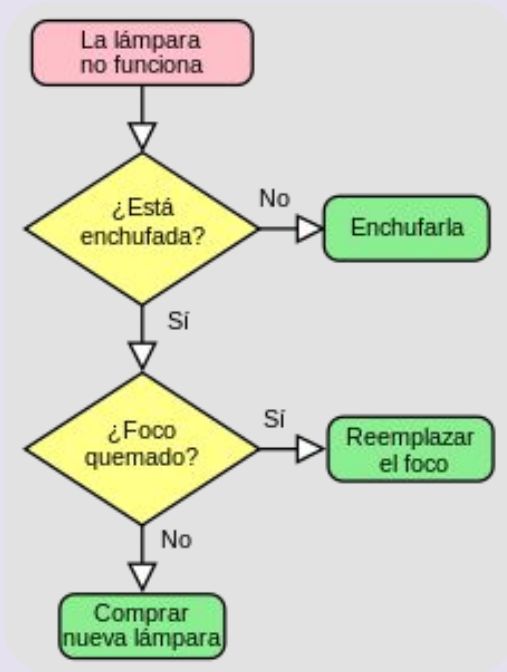 La lámpara
no funciona
¿Está
enchufada?
No
Enchufarla
Sí
¿Foco
quemado?
Sí
Reemplazar
el foco
No
Comprar
nueva lámpara